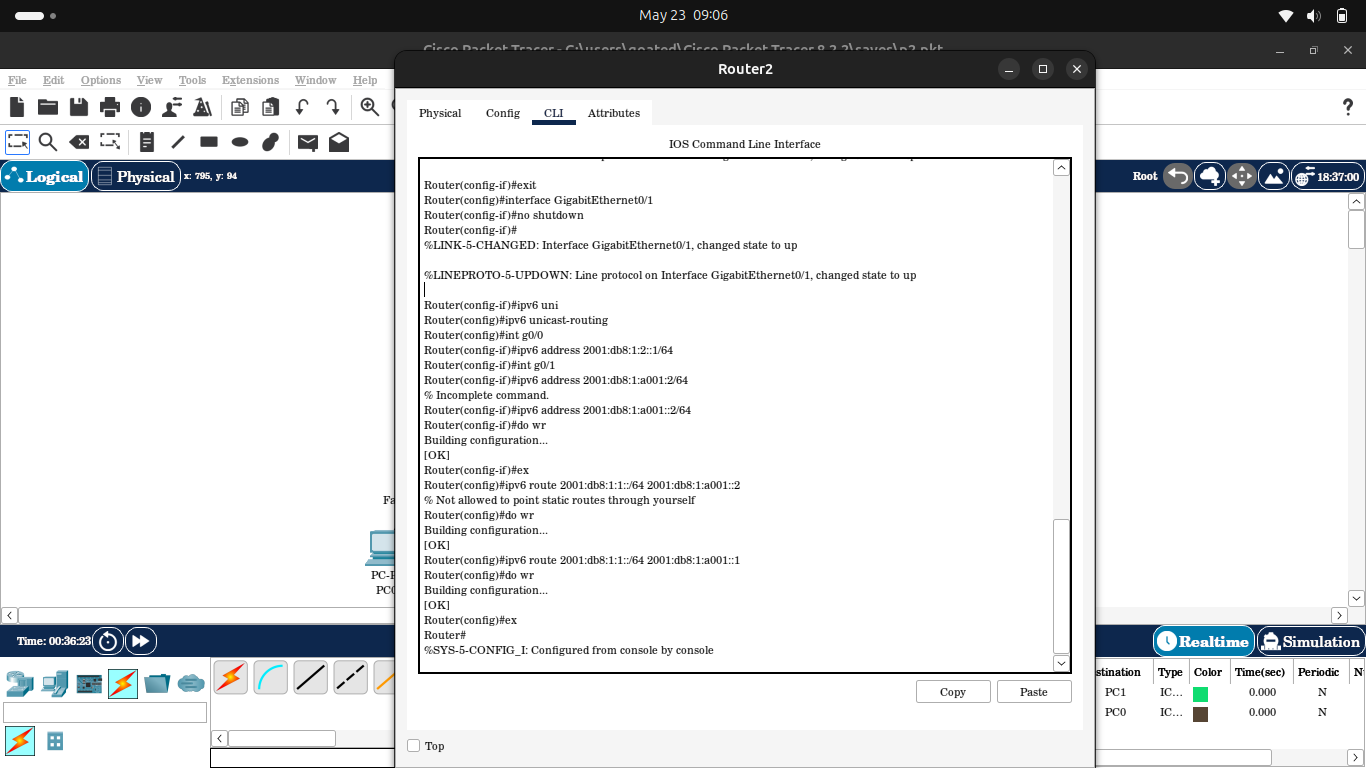 May 23 09:06
Cisco Packet Tracer - C:\users\goated\Cisco Packet Tracer 8.2.2\saves\p2.pkt
Router2
File Edit Options View Tools Extensions Window Help
Physical Config CLI Attributes
IOS Command Line Interface
Logical Physical x: 795, y: 94
Root 18:37:00
Router(config-if)#exit
Router(config)#interface GigabitEthernet0/1
Router(config-if)#no shutdown
Router(config-if)#
%LINK-5-CHANGED: Interface GigabitEthernet0/1, changed state to up
%LINEPROTO-5-UPDOWN: Line protocol on Interface GigabitEthernet0/1, changed state to up
Router(config-if)#ipv6 uni
Router(config)#ipv6 unicast-routing
Router(config)#int g0/0
Router(config-if)#ipv6 address 2001:db8:1:2::1/64
Router(config-if)#int g0/1
Router(config-if)#ipv6 address 2001:db8:1:a001:2/64
% Incomplete command.
Router(config-if)#ipv6 address 2001:db8:1:a001::2/64
Router(config-if)#do wr
Building configuration...
[OK]
Router(config-if)#ex
Router(config)#ipv6 route 2001:db8:1:1::/64 2001:db8:1:a001::2
% Not allowed to point static routes through yourself
Router(config)#do wr
Building configuration...
[OK]
Router(config)#ipv6 route 2001:db8:1:1::/64 2001:db8:1:a001::1
Router(config)#do wr
Building configuration...
[OK]
Router(config)#ex
Router#
%SYS-5-CONFIG_I: Configured from console by console
Fa
PC-P
PC0
Copy Paste
Top
Time: 00:36:23
Realtime Simulation
stination Type Color Time(sec) Periodic N
PC1 IC... 0.000 N
PC0 IC... 0.000 N